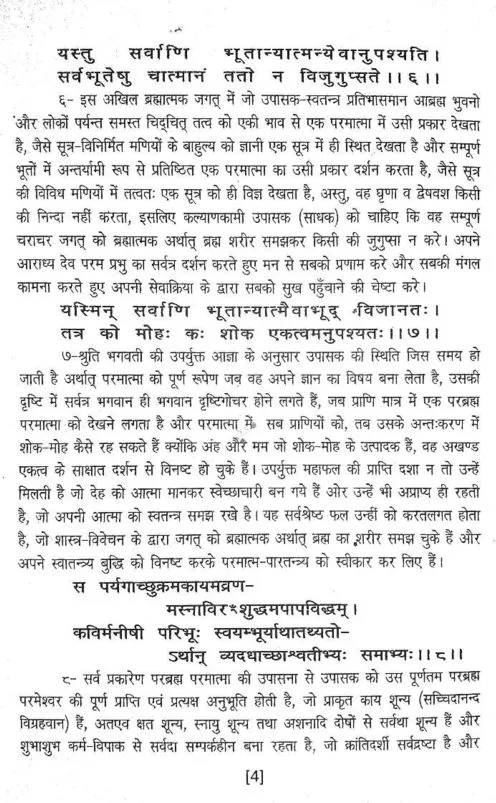 यस्तु सर्वाणि भूतान्यात्मन्येवानुपश्यति।
सर्वभूतेषु चात्मानं ततो न विजुगुप्सते।।६।।
६- इस अखिल ब्रह्मात्मक जगत् में जो उपासक-स्वतन्त्र प्रतिभासमान आब्रह्म भुवनो
और लोकों पर्यन्त समस्त चिद्चित् तत्व को एकी भाव से एक परमात्मा में उसी प्रकार देखता
है, जैसे सूत्र-विनिर्मित मणियों के बाहुल्य को ज्ञानी एक सूत्र में ही स्थित देखता है और सम्पूर्ण
भूतों में अन्तर्यामी रूप से प्रतिष्ठित एक परमात्मा का उसी प्रकार दर्शन करता है, जैसे सूत्र
की विविध मणियों में तत्वतः एक सूत्र को ही विज्ञ देखता है, अस्तु, वह घृणा व द्वेषवश किसी
की निन्दा नहीं करता, इसलिए कल्याणकामी उपासक (साधक) को चाहिए कि वह सम्पूर्ण
चराचर जगत् को ब्रह्मात्मक अर्थात् ब्रह्म शरीर समझकर किसी की जुगुप्सा न करे। अपने
आराध्य देव परम प्रभु का सर्वत्र दर्शन करते हुए मन से सबको प्रणाम करे और सबकी मंगल
कामना करते हुए अपनी सेवाक्रिया के द्वारा सबको सुख पहुँचाने की चेष्टा करे।
यस्मिन् सर्वाणि भूतान्यात्मैवाभूद् विजानतः।
तत्र को मोहः कः शोक एकत्वमनुपश्यतः।।७।।
७-श्रुति भगवती की उपर्युक्त आज्ञा के अनुसार उपासक की स्थिति जिस समय हो
जाती है अर्थात् परमात्मा को पूर्ण रूपेण जब वह अपने ज्ञान का विषय बना लेता है, उसकी
दृष्टि में सर्वत्र भगवान ही भगवान दृष्टिगोचर होने लगते हैं, जब प्राणि मात्र में एक परब्रह्म
परमात्मा को देखने लगता है और परमात्मा में सब प्राणियों को, तब उसके अन्तःकरण में
शोक-मोह कैसे रह सकते हैं क्योंकि अंह और मम जो शोक-मोह के उत्पादक हैं, वह अखण्ड
एकत्व के साक्षात दर्शन से विनष्ट हो चुके हैं। उपर्युक्त महाफल की प्राप्ति दशा न तो उन्हें
मिलती है जो देह को आत्मा मानकर स्वेच्छाचारी बन गये हैं और उन्हें भी अप्राप्य ही रहती
है, जो अपनी आत्मा को स्वतन्त्र समझ रखे है। यह सर्वश्रेष्ठ फल उन्हीं को करतलगत होता
है, जो शास्त्र-विवेचन के द्वारा जगत् को ब्रह्मात्मक अर्थात् ब्रह्म का शरीर समझ चुके हैं और
अपने स्वातन्त्र्य बुद्धि को विनष्ट करके परमात्म-पारतन्त्र्य को स्वीकार कर लिए हैं।
स पर्यगाच्छुक्रमकायमव्रण-
मस्नाविरꣳशुद्धमपापविद्धम्।
कविर्मनीषी परिभूः स्वयम्भूर्याथातथ्यतो-
ऽर्थान् व्यदधाच्छाश्वतीभ्यः समाभ्यः।।८।।
८- सर्व प्रकारेण परब्रह्म परमात्मा की उपासना से उपासक को उस पूर्णतम परब्रह्म
परमेश्वर की पूर्ण प्राप्ति एवं प्रत्यक्ष अनुभूति होती है, जो प्राकृत काय शून्य (सच्चिदानन्द
विग्रहवान) हैं, अतएव क्षत शून्य, स्नायु शून्य तथा अशनादि दोषों से सर्वथा शून्य हैं और
शुभाशुभ कर्म-विपाक से सर्वदा सम्पर्कहीन बना रहता है, जो क्रांतिदर्शी सर्वद्रष्टा है और
[4]